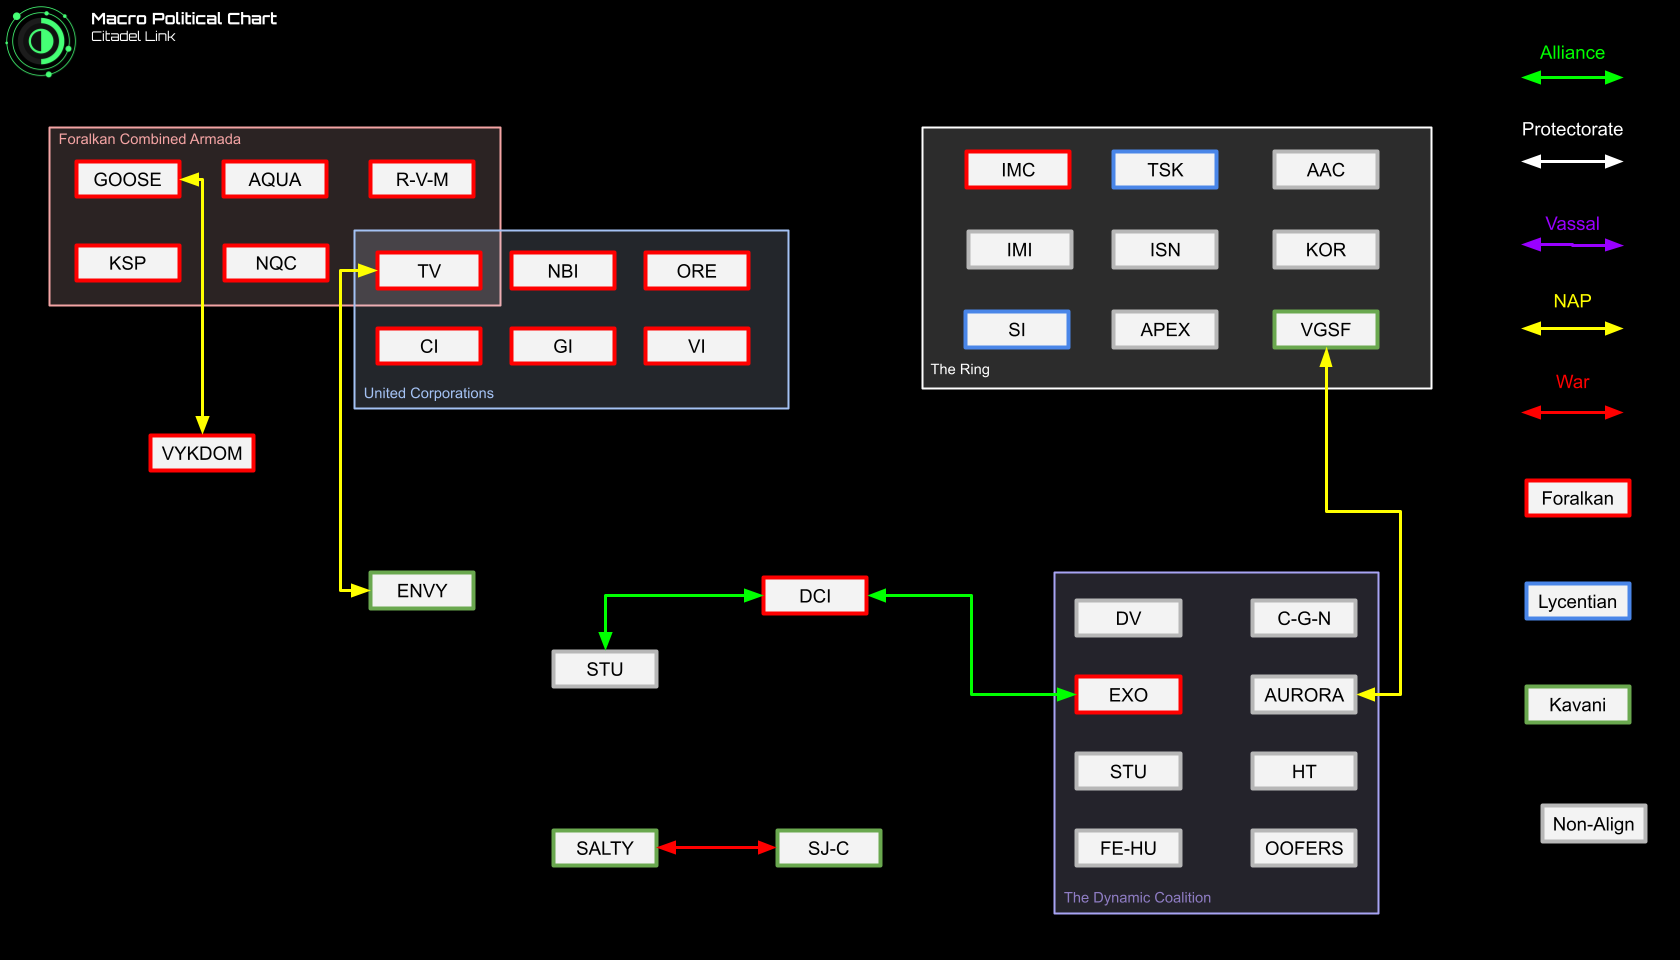 Macro Political Chart
Citadel Link
Alliance
Protectorate
Vassal
NAP
War
Foralkan
Lycentian
Kavani
Non-Align
Foralkan Combined Armada
GOOSE
AQUA
R-V-M
KSP
NQC
TV
NBI
ORE
CI
GI
VI
United Corporations
VYKDOM
ENVY
IMC
TSK
AAC
IMI
ISN
KOR
SI
APEX
VGSF
The Ring
DCI
STU
SALTY
SJ-C
DV
C-G-N
EXO
AURORA
STU
HT
FE-HU
OOFERS
The Dynamic Coalition